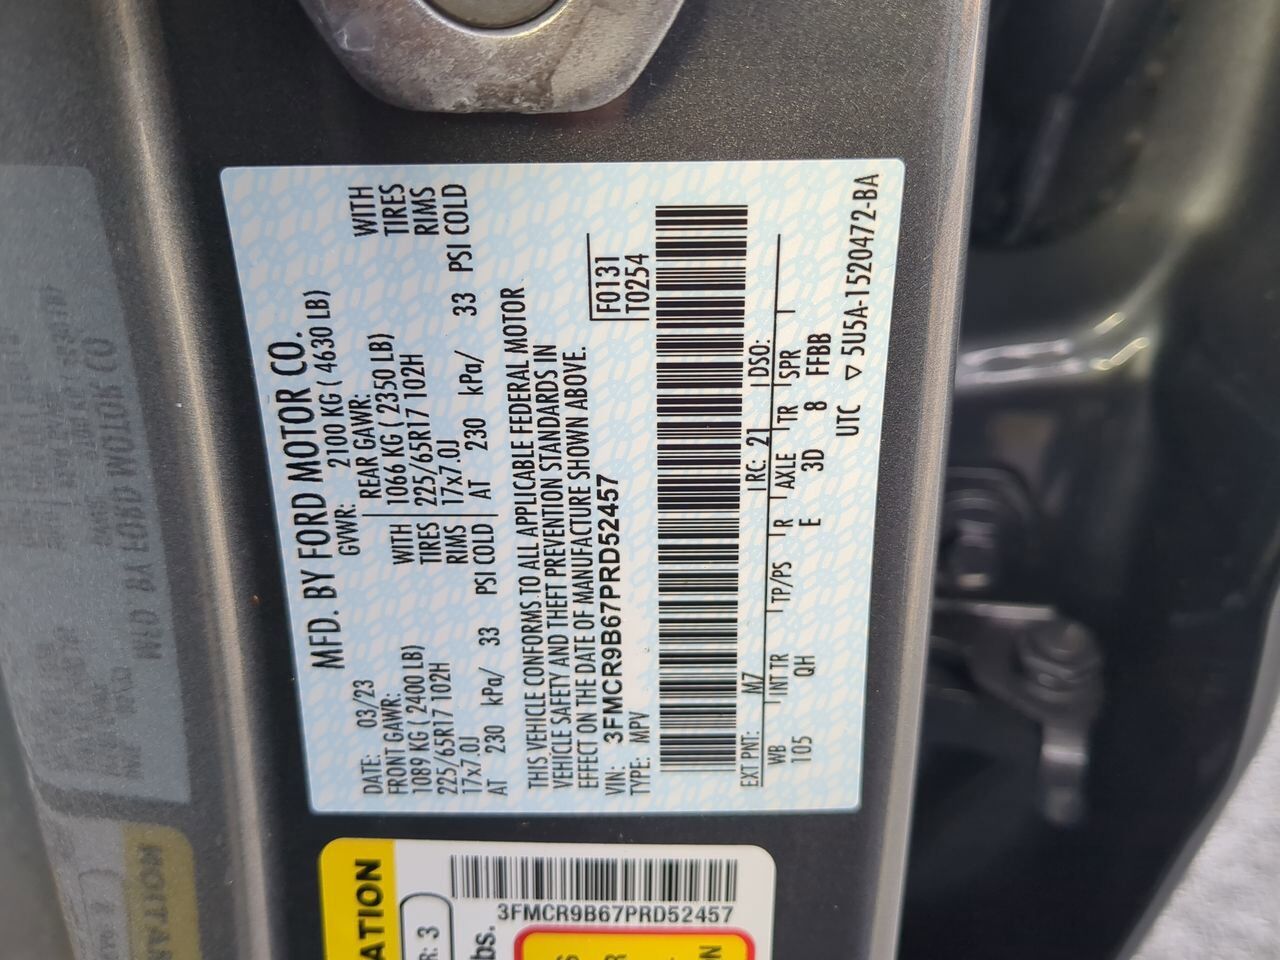 MFD. BY FORD MOTOR CO.
DATE: 03/23 GVWR: 2100 KG ( 4630 LB)
FRONT GAWR: REAR GAWR:
1089 KG ( 2400 LB) WITH 1066 KG ( 2350 LB) WITH
225/65R17 102H TIRES 225/65R17 102H TIRES
17x7.0J RIMS 17x7.0J RIMS
AT 230 kPa/ 33 PSI COLD AT 230 kPa/ 33 PSI COLD
THIS VEHICLE CONFORMS TO ALL APPLICABLE FEDERAL MOTOR
VEHICLE SAFETY AND THEFT PREVENTION STANDARDS IN
EFFECT ON THE DATE OF MANUFACTURE SHOWN ABOVE.
VIN: 3FMCR9B67PRD52457 F0131
TYPE: MPV T0254
EXT PNT: M7 RC: 21 DSO:
WB INT TR TP/PS R AXLE TR SPR
105 QH E 3D 8 FFBB
UTC ▽ 5U5A-1520472-BA
ATION
R: 3
3FMCR9B67PRD52457
bs.